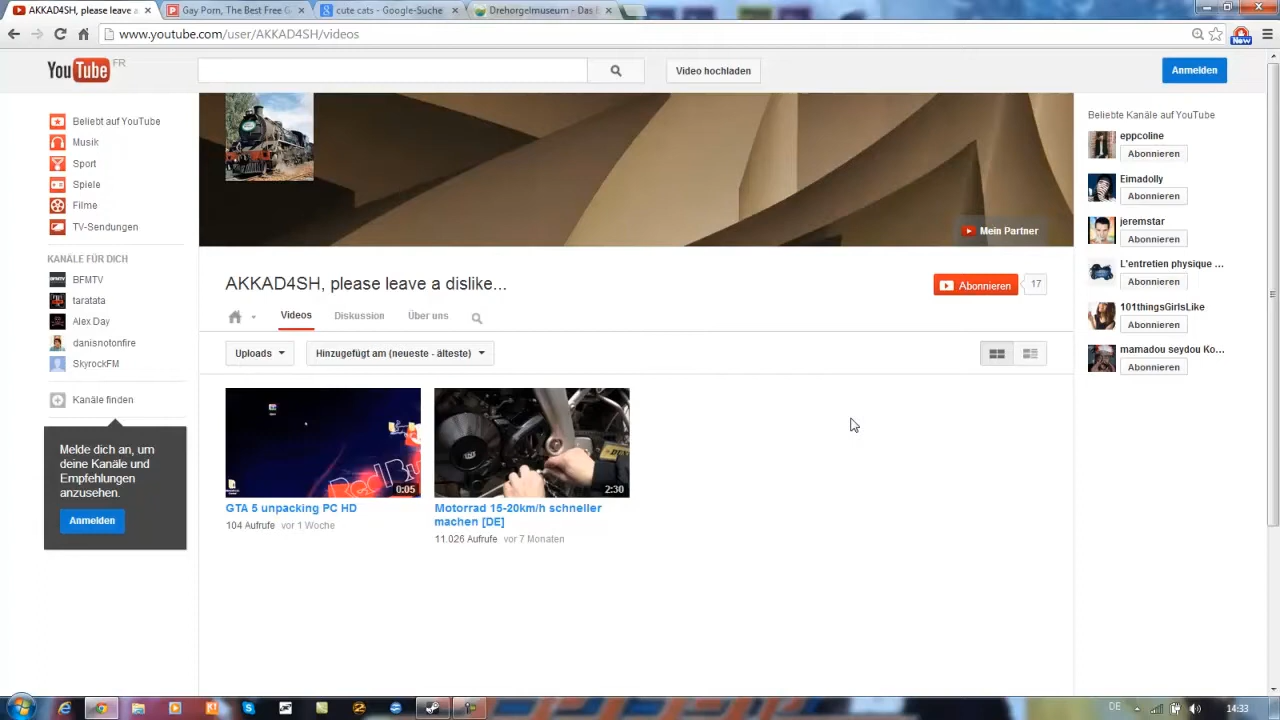 AKKAD4SH, please leave a
Gay Porn, The Best Free G
cute cats - Google-Suche
Drehorgelmuseum - Das
www.youtube.com/user/AKKAD4SH/videos
New
YouTube FR
Video hochladen
Anmelden
Beliebt auf YouTube
Musik
Sport
Spiele
Filme
TV-Sendungen
KANÄLE FÜR DICH
BFMTV
BFMTV
taratata
Alex Day
danisnotonfire
SkyrockFM
Kanäle finden
Melde dich an, um
deine Kanäle und
Empfehlungen
anzusehen.
Anmelden
Mein Partner
AKKAD4SH, please leave a dislike...
Abonnieren 17
Videos Diskussion Über uns
Uploads Hinzugefügt am (neueste - älteste)
RedBu
0:05
GTA 5 unpacking PC HD
104 Aufrufe vor 1 Woche
2:30
Motorrad 15-20km/h schneller
machen [DE]
11.026 Aufrufe vor 7 Monaten
Beliebte Kanäle auf YouTube
eppcoline
Abonnieren
Eimadolly
Abonnieren
jeremstar
Abonnieren
L'entretien physique ...
Abonnieren
101thingsGirlsLike
Abonnieren
mamadou seydou Ko...
Abonnieren
DE 14:33